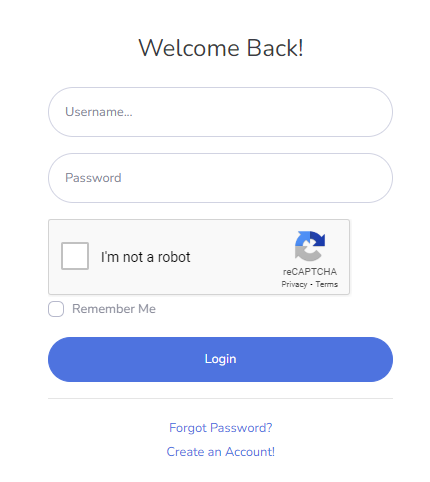 Welcome Back!
Username...
Password
I'm not a robot
reCAPTCHA
Privacy - Terms
Remember Me
Login
Forgot Password?
Create an Account!